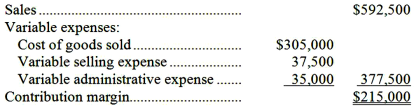 Sales ............................................. $592,500
Variable expenses:
Cost of goods sold ........................ $305,000
Variable selling expense ............... 37,500
Variable administrative expense ....... 35,000 377,500
Contribution margin......................... $215,000